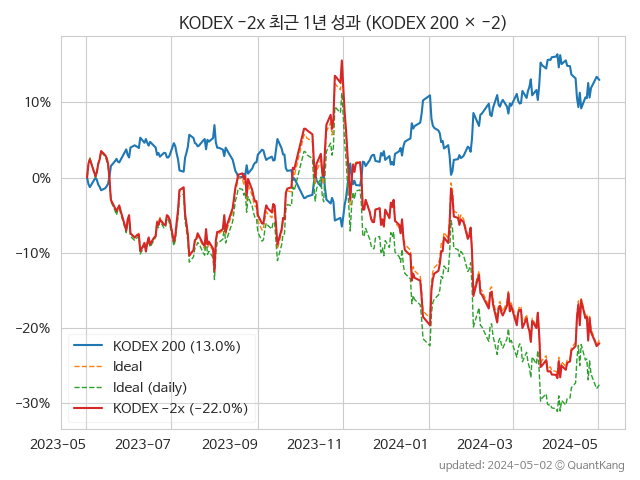 KODEX -2x 최근 1년 성과 (KODEX 200 × -2)
10%
0%
-10%
-20%
-30%
KODEX 200 (13.0%)
Ideal
Ideal (daily)
KODEX -2x (-22.0%)
2023-05
2023-07
2023-09
2023-11
2024-01
2024-03
2024-05
updated: 2024-05-02 © QuantKang